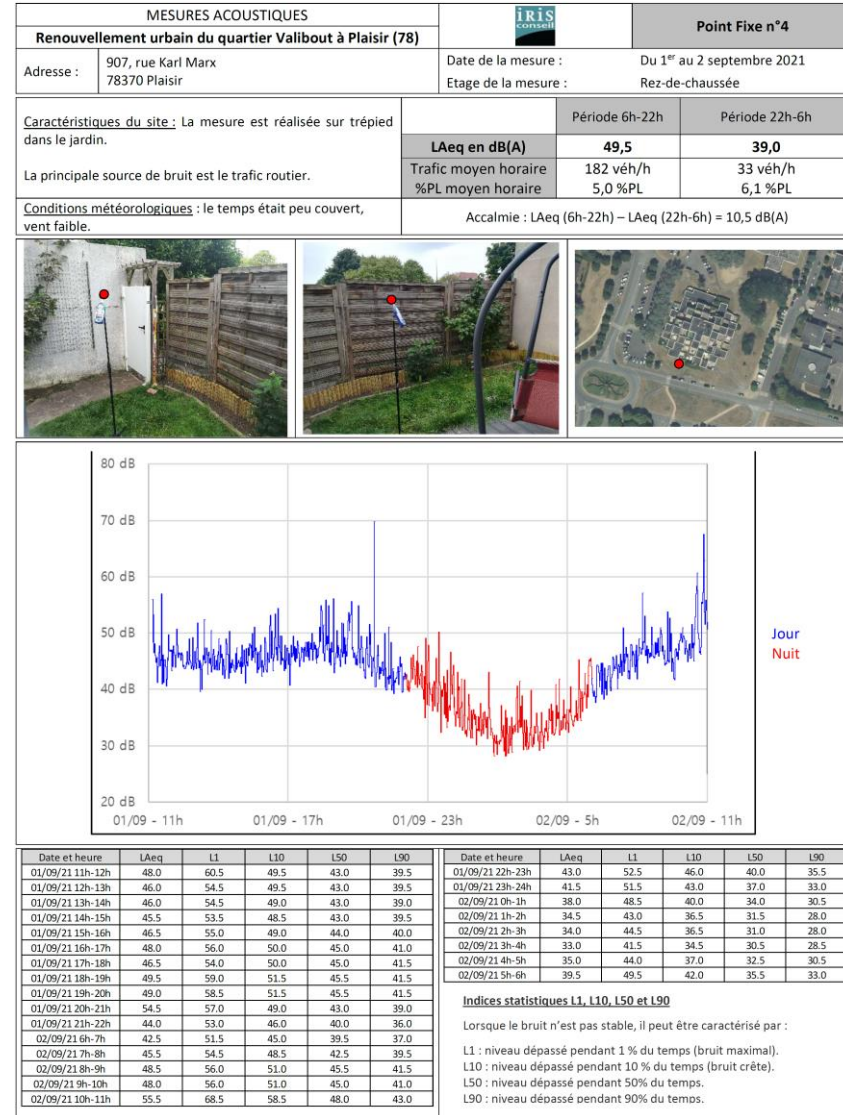 MESURES ACOUSTIQUES
Renouvellement urbain du quartier Valibout à Plaisir (78)
iRiS
conseil
Point Fixe n°4
Adresse :
907, rue Karl Marx
78370 Plaisir
Date de la mesure :
Du 1er au 2 septembre 2021
Etage de la mesure :
Rez-de-chaussée
Caractéristiques du site : La mesure est réalisée sur trépied
dans le jardin.
La principale source de bruit est le trafic routier.
Période 6h-22h Période 22h-6h
LAeq en dB(A) 49,5 39,0
Trafic moyen horaire 182 véh/h 33 véh/h
%PL moyen horaire 5,0 %PL 6,1 %PL
Conditions météorologiques : le temps était peu couvert,
vent faible.
Accalmie : LAeq (6h-22h) – LAeq (22h-6h) = 10,5 dB(A)
80 dB
70 dB
60 dB
50 dB
40 dB
30 dB
20 dB
01/09 - 11h 01/09 - 17h 01/09 - 23h 02/09 - 5h 02/09 - 11h
Jour
Nuit
Date et heure LAeq L1 L10 L50 L90
01/09/21 11h-12h 48.0 60.5 49.5 43.0 39.5
01/09/21 12h-13h 46.0 54.5 49.5 43.0 39.5
01/09/21 13h-14h 46.0 54.5 49.0 43.0 39.0
01/09/21 14h-15h 45.5 53.5 48.5 43.0 39.5
01/09/21 15h-16h 46.5 55.0 49.0 44.0 40.0
01/09/21 16h-17h 48.0 56.0 50.0 45.0 41.0
01/09/21 17h-18h 46.5 54.0 50.0 45.0 41.5
01/09/21 18h-19h 49.5 59.0 51.5 45.5 41.5
01/09/21 19h-20h 49.0 58.5 51.5 45.5 41.5
01/09/21 20h-21h 54.5 57.0 49.0 43.0 39.0
01/09/21 21h-22h 44.0 53.0 46.0 40.0 36.0
02/09/21 6h-7h 42.5 51.5 45.0 39.5 37.0
02/09/21 7h-8h 45.5 54.5 48.5 42.5 39.5
02/09/21 8h-9h 48.5 56.0 51.0 45.5 41.5
02/09/21 9h-10h 48.0 56.0 51.0 45.0 41.0
02/09/21 10h-11h 55.5 68.5 58.5 48.0 43.0
Date et heure LAeq L1 L10 L50 L90
01/09/21 22h-23h 43.0 52.5 46.0 40.0 35.5
01/09/21 23h-24h 41.5 51.5 43.0 37.0 33.0
02/09/21 0h-1h 38.0 48.5 40.0 34.0 30.5
02/09/21 1h-2h 34.5 43.0 36.5 31.5 28.0
02/09/21 2h-3h 34.0 44.5 36.5 31.0 28.0
02/09/21 3h-4h 33.0 41.5 34.5 30.5 28.5
02/09/21 4h-5h 35.0 44.0 37.0 32.5 30.5
02/09/21 5h-6h 39.5 49.5 42.0 35.5 33.0
Indices statistiques L1, L10, L50 et L90
Lorsque le bruit n'est pas stable, il peut être caractérisé par :
L1 : niveau dépassé pendant 1 % du temps (bruit maximal).
L10 : niveau dépassé pendant 10 % du temps (bruit crête).
L50 : niveau dépassé pendant 50% du temps.
L90 : niveau dépassé pendant 90% du temps.